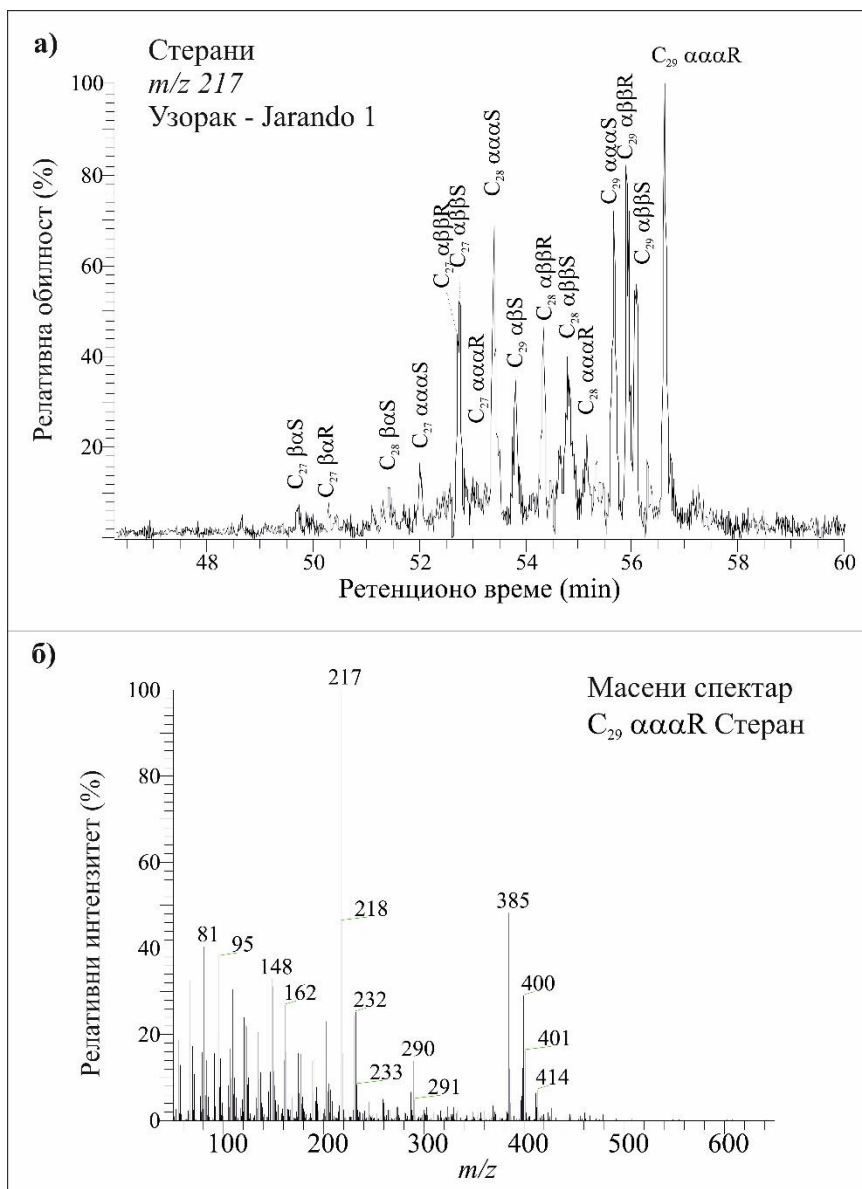 а)
Стерани
m/z 217
Узорак - Jarando 1
Релативна обилност (%)
100
80
60
40
20
C₂₇ βαS
C₂₇ βαR
C₂₈ βαS
C₂₇ αααS
C₂₇ αββR
C₂₇ αββS
C₂₇ αααR
C₂₈ αααS
C₂₉ αβS
C₂₈ αββR
C₂₈ αββS
C₂₈ αααR
C₂₉ αααS
C₂₉ αββR
C₂₉ αββS
C₂₉ αααR
48 50 52 54 56 58 60
Ретенционо време (min)
б)
Масени спектар
C₂₉ αααR Стеран
Релативни интензитет (%)
100
80
60
40
20
0
217
218
81
95
148
162
232
233
290
291
385
400
401
414
100 200 300 400 500 600
m/z